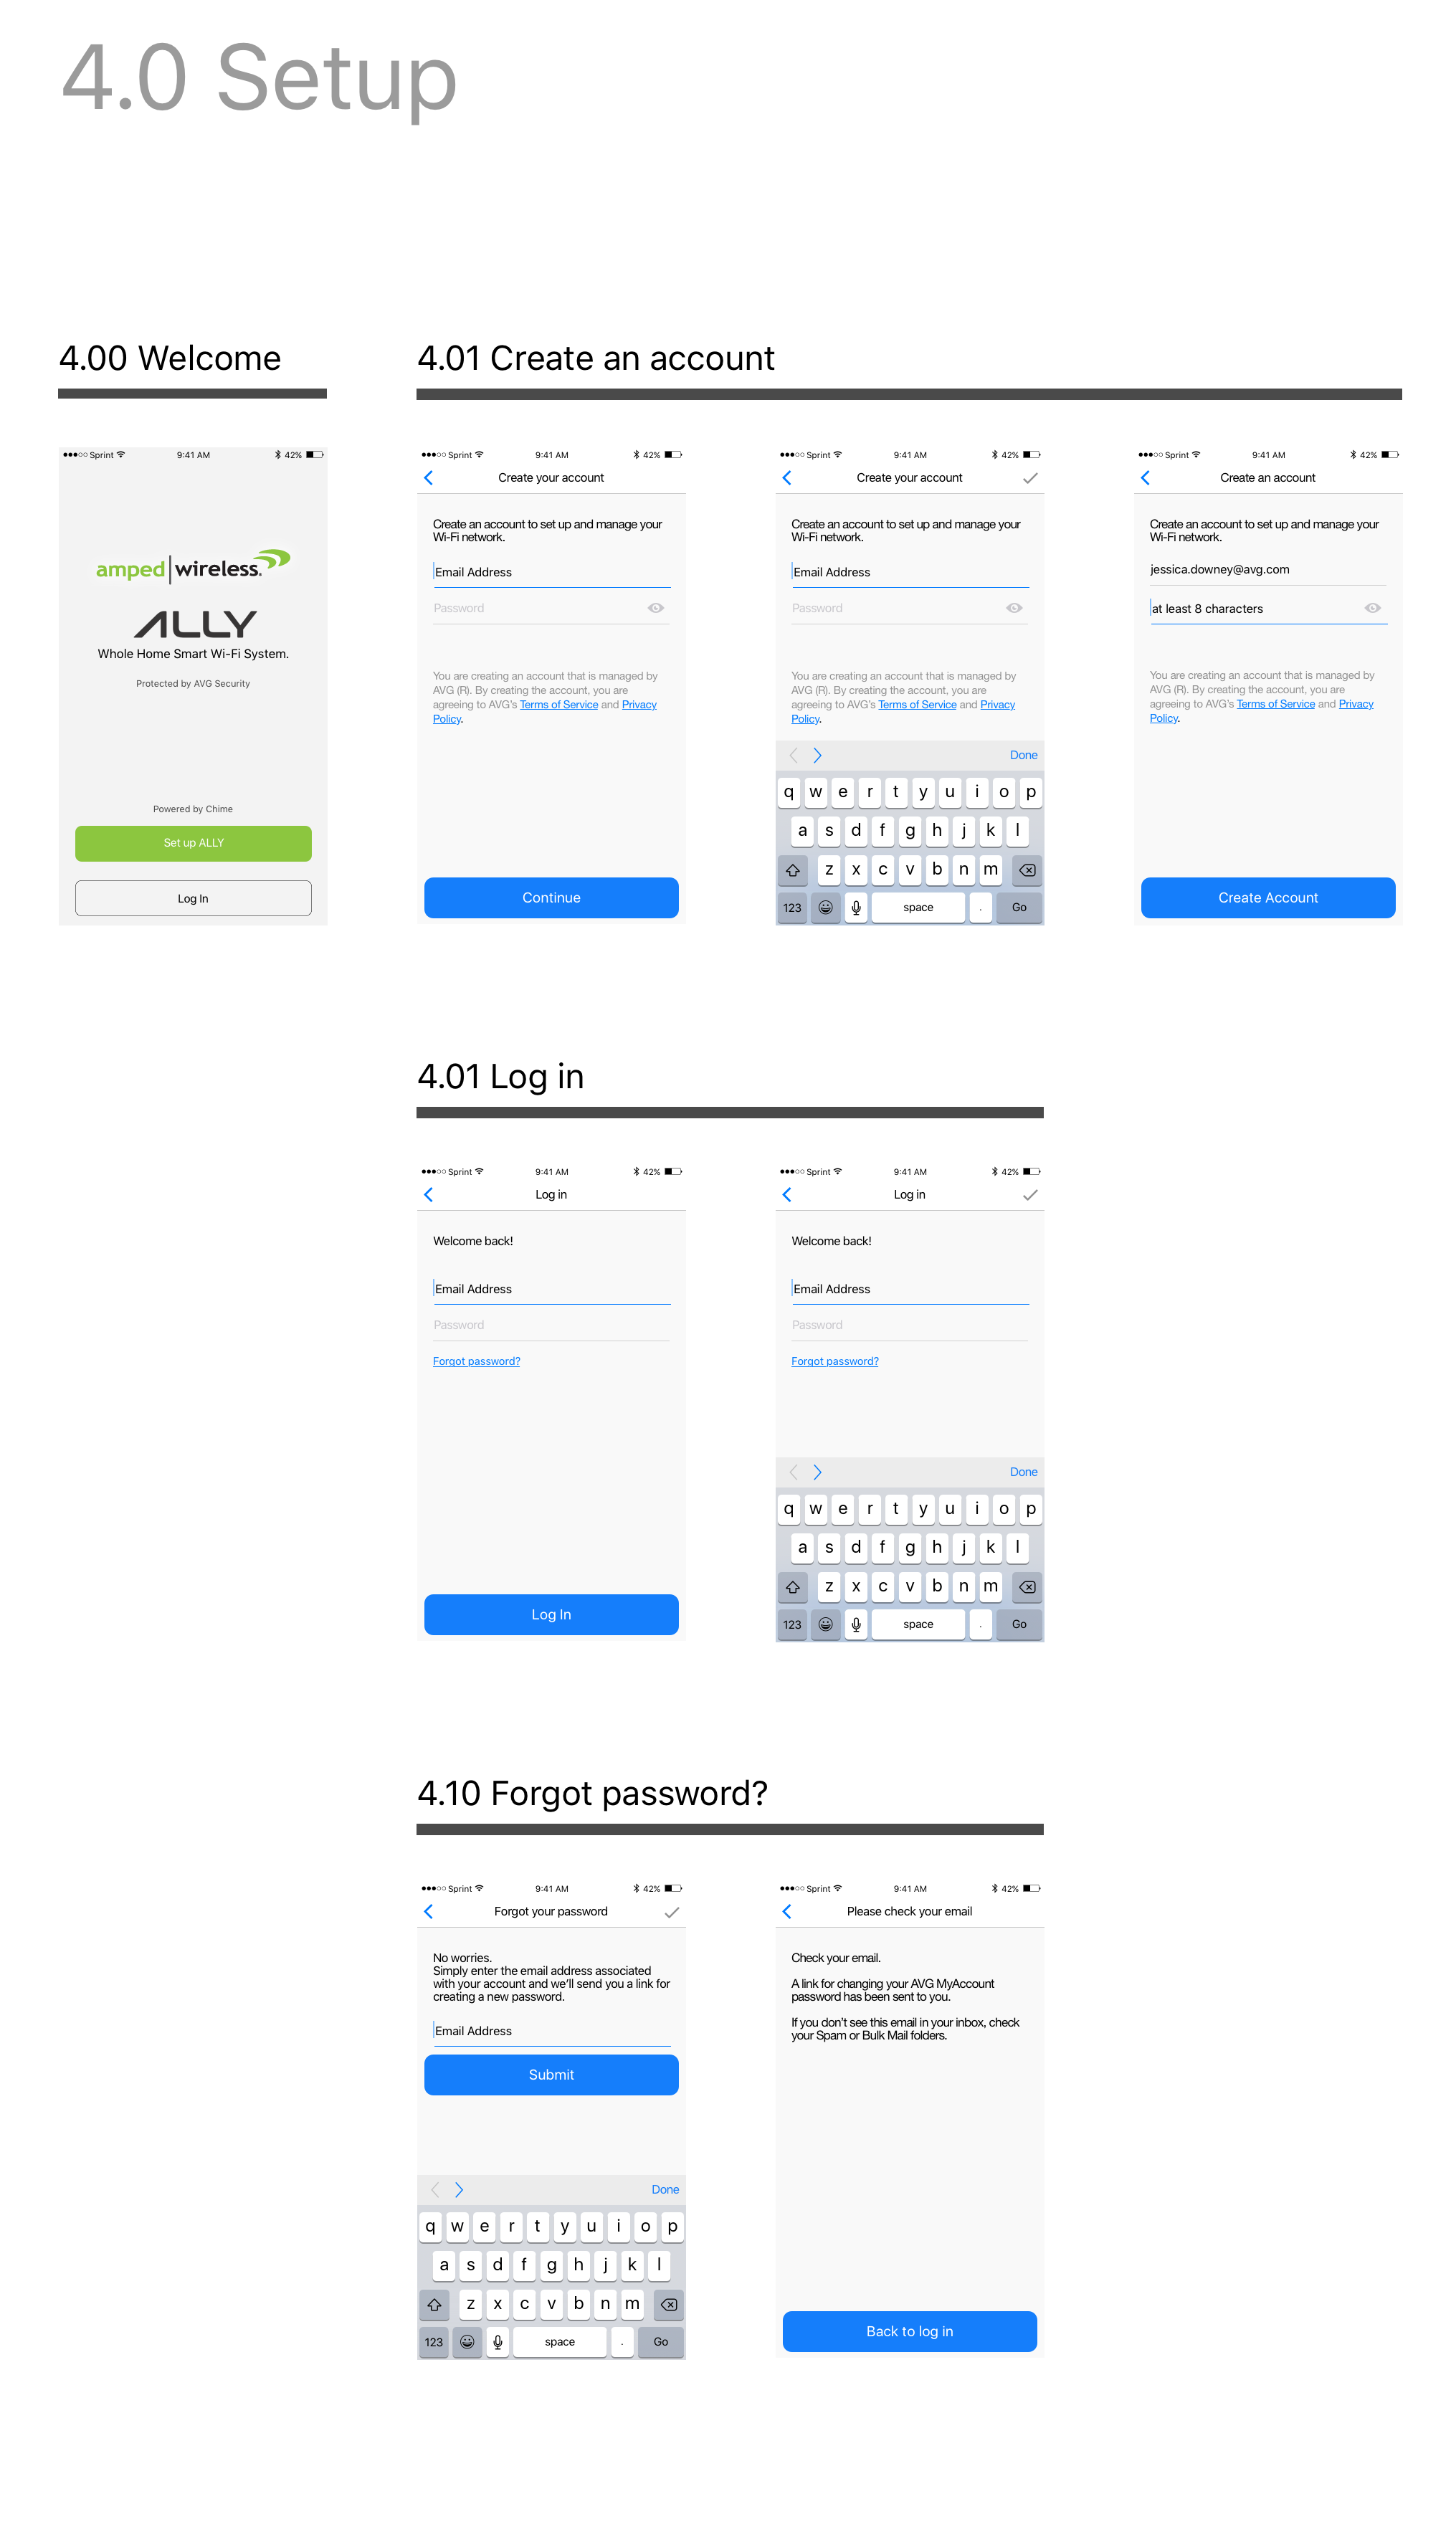 4.0 Setup
4.00 Welcome
Sprint 9:41 AM 42%
amped wireless.
ALLY
Whole Home Smart Wi-Fi System.
Protected by AVG Security
Powered by Chime
Set up ALLY
Log In
4.01 Create an account
Sprint 9:41 AM 42%
Create your account
Create an account to set up and manage your
Wi-Fi network.
Email Address
Password
You are creating an account that is managed by
AVG (R). By creating the account, you are
agreeing to AVG's Terms of Service and Privacy
Policy.
Continue
Sprint 9:41 AM 42%
Create your account
Create an account to set up and manage your
Wi-Fi network.
Email Address
Password
You are creating an account that is managed by
AVG (R). By creating the account, you are
agreeing to AVG's Terms of Service and Privacy
Policy.
Done
q w e r t y u i o p
a s d f g h j k l
z x c v b n m
123 space . Go
Sprint 9:41 AM 42%
Create an account
Create an account to set up and manage your
Wi-Fi network.
jessica.downey@avg.com
at least 8 characters
You are creating an account that is managed by
AVG (R). By creating the account, you are
agreeing to AVG's Terms of Service and Privacy
Policy.
Create Account
4.01 Log in
Sprint 9:41 AM 42%
Log in
Welcome back!
Email Address
Password
Forgot password?
Log In
Sprint 9:41 AM 42%
Log in
Welcome back!
Email Address
Password
Forgot password?
Done
q w e r t y u i o p
a s d f g h j k l
z x c v b n m
123 space . Go
4.10 Forgot password?
Sprint 9:41 AM 42%
Forgot your password
No worries.
Simply enter the email address associated
with your account and we'll send you a link for
creating a new password.
Email Address
Submit
Done
q w e r t y u i o p
a s d f g h j k l
z x c v b n m
123 space . Go
Sprint 9:41 AM 42%
Please check your email
Check your email.
A link for changing your AVG MyAccount
password has been sent to you.
If you don't see this email in your inbox, check
your Spam or Bulk Mail folders.
Back to log in